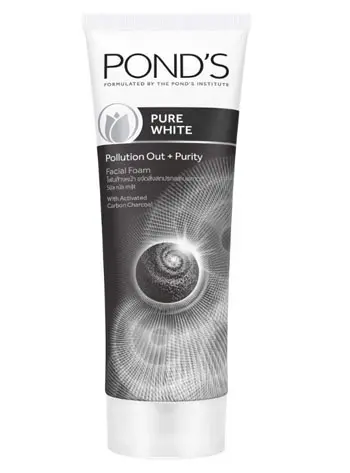 POND'S
FORMULATED BY THE POND'S INSTITUTE
PURE
WHITE
Pollution Out + Purity
Facial Foam
With Activated
Carbon Charcoal